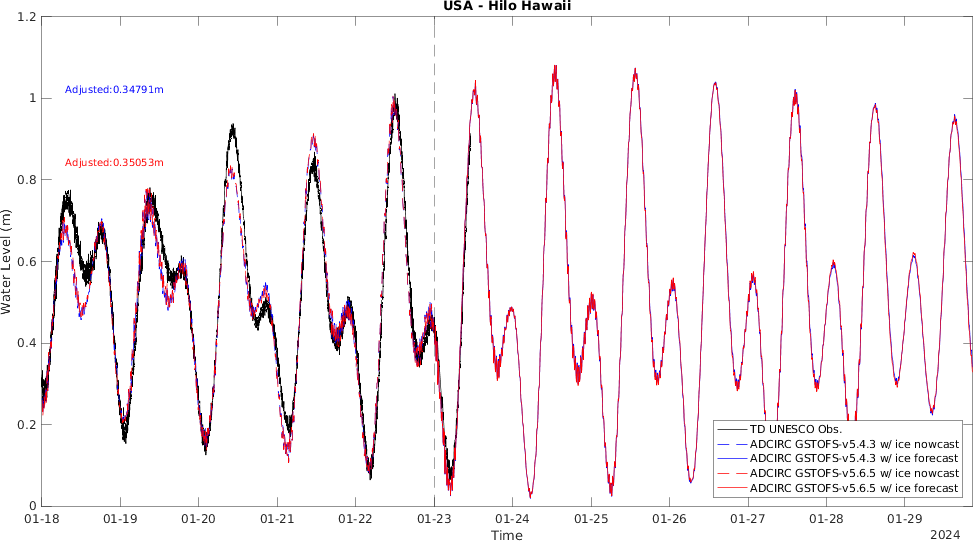 USA - Hilo Hawaii
1.2
1
0.8
0.6
0.4
0.2
0
Water Level (m)
Adjusted:0.34791m
Adjusted:0.35053m
TD UNESCO Obs.
ADCIRC GSTOFS-v5.4.3 w/ ice nowcast
ADCIRC GSTOFS-v5.4.3 w/ ice forecast
ADCIRC GSTOFS-v5.6.5 w/ ice nowcast
ADCIRC GSTOFS-v5.6.5 w/ ice forecast
01-18 01-19 01-20 01-21 01-22 01-23 01-24 01-25 01-26 01-27 01-28 01-29
Time
2024